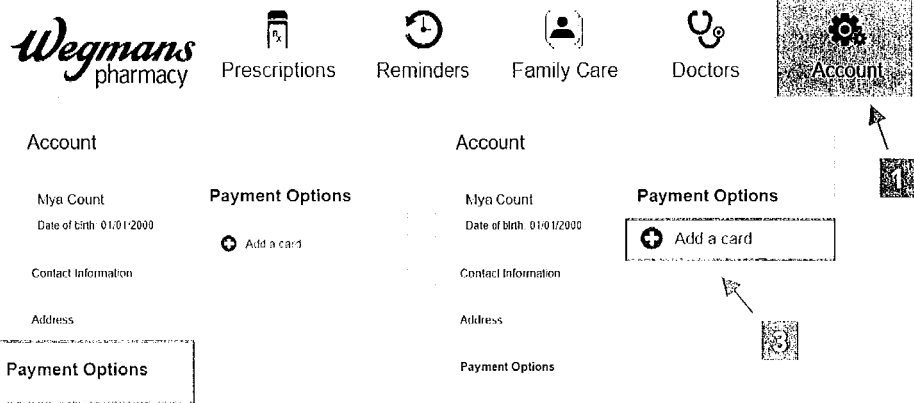 Wegmans
pharmacy
Rx
Prescriptions
Reminders
Family Care
Doctors
Account
1
Account
Mya Count
Date of birth: 01/01/2000
Contact Information
Address
Payment Options
Payment Options
Add a card
Account
Mya Count
Date of birth: 01/01/2000
Contact Information
Address
Payment Options
Payment Options
Add a card
3